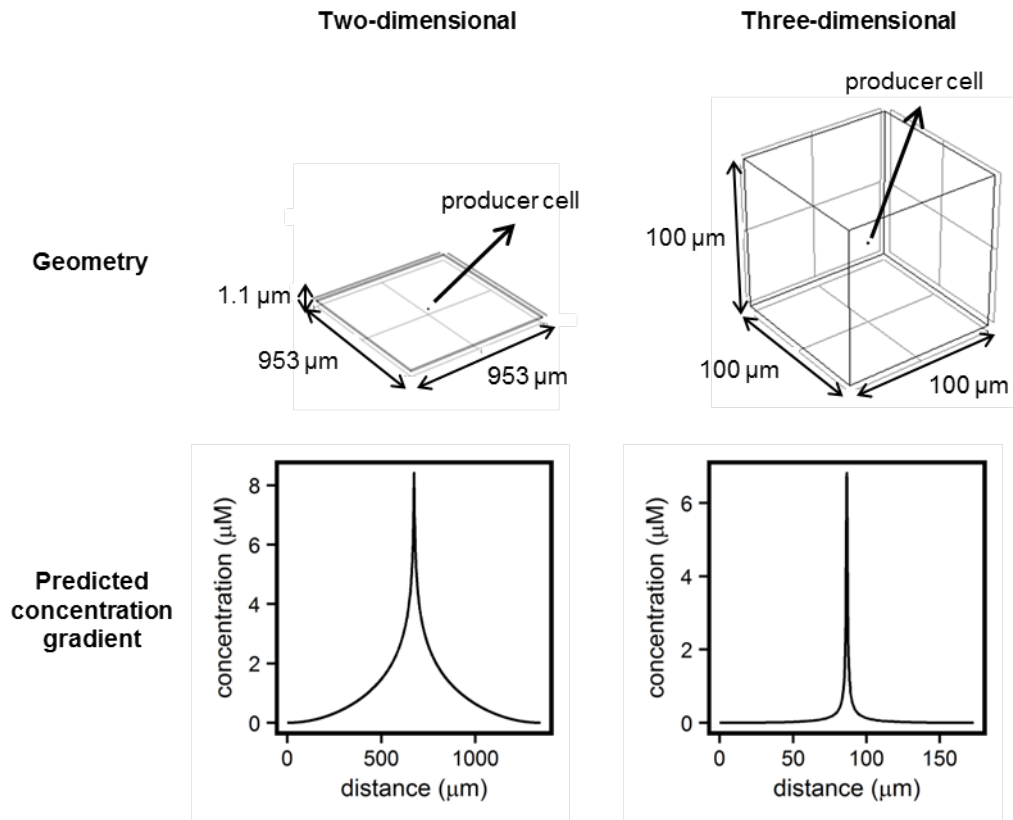 Two-dimensional
Three-dimensional
Geometry
producer cell
1.1 μm
953 μm
953 μm
producer cell
100 μm
100 μm
100 μm
Predicted
concentration
gradient
concentration (μM)
8
6
4
2
0
0
500
1000
distance (μm)
concentration (μM)
6
4
2
0
0
50
100
150
distance (μm)